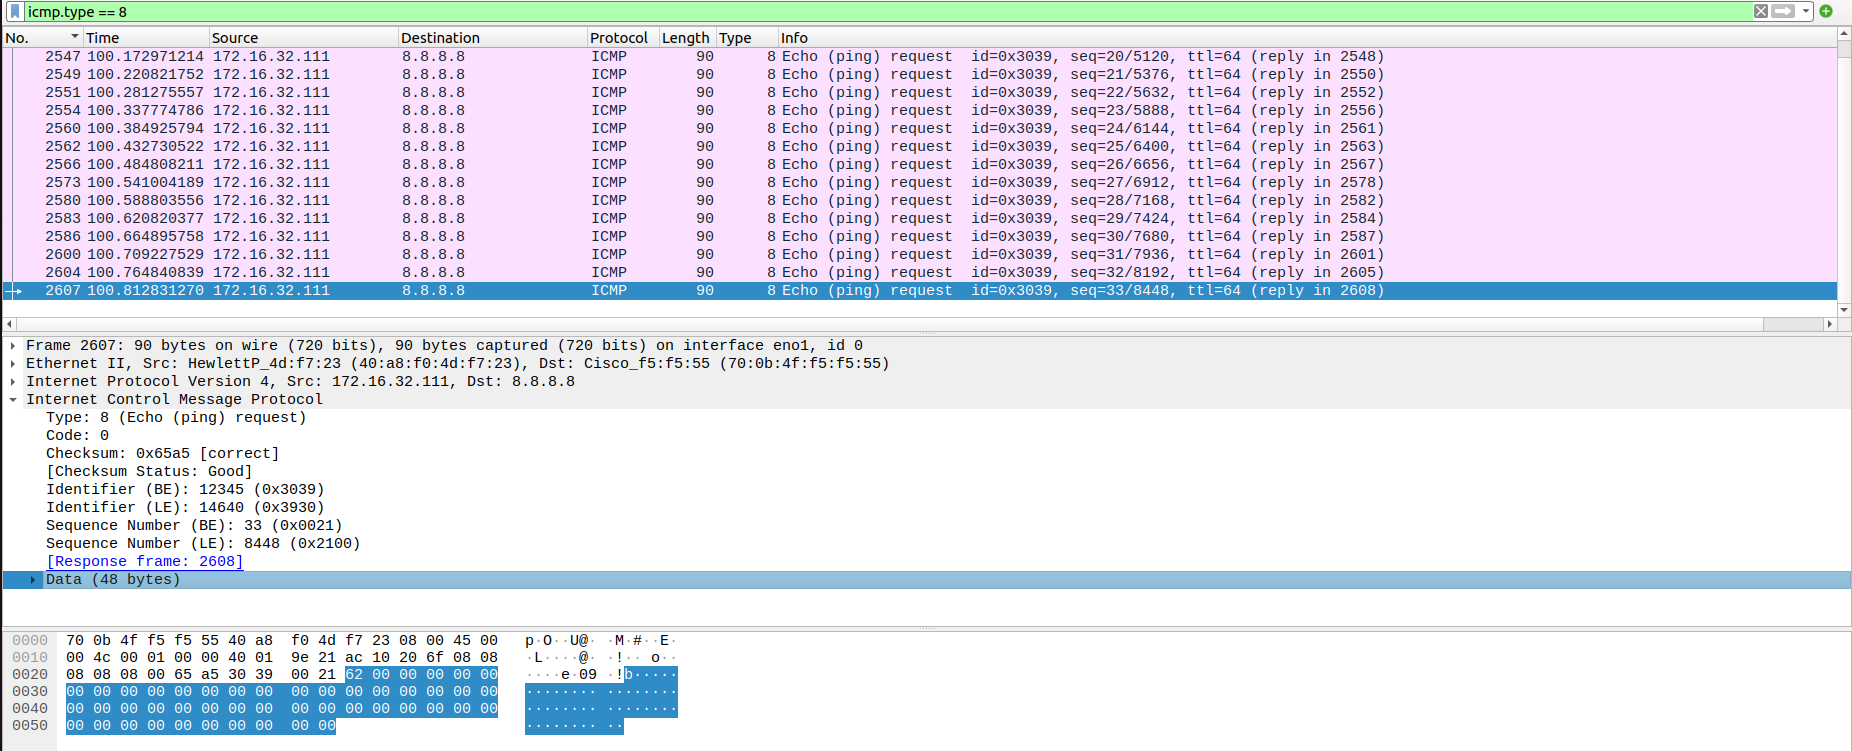 icmp.type == 8
No. Time Source Destination Protocol Length Type Info
2547 100.172971214 172.16.32.111 8.8.8.8 ICMP 90 8 Echo (ping) request id=0x3039, seq=20/5120, ttl=64 (reply in 2548)
2549 100.220821752 172.16.32.111 8.8.8.8 ICMP 90 8 Echo (ping) request id=0x3039, seq=21/5376, ttl=64 (reply in 2550)
2551 100.281275557 172.16.32.111 8.8.8.8 ICMP 90 8 Echo (ping) request id=0x3039, seq=22/5632, ttl=64 (reply in 2552)
2554 100.337774786 172.16.32.111 8.8.8.8 ICMP 90 8 Echo (ping) request id=0x3039, seq=23/5888, ttl=64 (reply in 2556)
2560 100.384925794 172.16.32.111 8.8.8.8 ICMP 90 8 Echo (ping) request id=0x3039, seq=24/6144, ttl=64 (reply in 2561)
2562 100.432730522 172.16.32.111 8.8.8.8 ICMP 90 8 Echo (ping) request id=0x3039, seq=25/6400, ttl=64 (reply in 2563)
2566 100.484808211 172.16.32.111 8.8.8.8 ICMP 90 8 Echo (ping) request id=0x3039, seq=26/6656, ttl=64 (reply in 2567)
2573 100.541004189 172.16.32.111 8.8.8.8 ICMP 90 8 Echo (ping) request id=0x3039, seq=27/6912, ttl=64 (reply in 2578)
2580 100.588803556 172.16.32.111 8.8.8.8 ICMP 90 8 Echo (ping) request id=0x3039, seq=28/7168, ttl=64 (reply in 2582)
2583 100.620820377 172.16.32.111 8.8.8.8 ICMP 90 8 Echo (ping) request id=0x3039, seq=29/7424, ttl=64 (reply in 2584)
2586 100.664895758 172.16.32.111 8.8.8.8 ICMP 90 8 Echo (ping) request id=0x3039, seq=30/7680, ttl=64 (reply in 2587)
2600 100.709227529 172.16.32.111 8.8.8.8 ICMP 90 8 Echo (ping) request id=0x3039, seq=31/7936, ttl=64 (reply in 2601)
2604 100.764840839 172.16.32.111 8.8.8.8 ICMP 90 8 Echo (ping) request id=0x3039, seq=32/8192, ttl=64 (reply in 2605)
2607 100.812831270 172.16.32.111 8.8.8.8 ICMP 90 8 Echo (ping) request id=0x3039, seq=33/8448, ttl=64 (reply in 2608)
Frame 2607: 90 bytes on wire (720 bits), 90 bytes captured (720 bits) on interface eno1, id 0
Ethernet II, Src: HewlettP_4d:f7:23 (40:a8:f0:4d:f7:23), Dst: Cisco_f5:f5:55 (70:0b:4f:f5:f5:55)
Internet Protocol Version 4, Src: 172.16.32.111, Dst: 8.8.8.8
Internet Control Message Protocol
Type: 8 (Echo (ping) request)
Code: 0
Checksum: 0x65a5 [correct]
[Checksum Status: Good]
Identifier (BE): 12345 (0x3039)
Identifier (LE): 14640 (0x3930)
Sequence Number (BE): 33 (0x0021)
Sequence Number (LE): 8448 (0x2100)
[Response frame: 2608]
Data (48 bytes)
0000 70 0b 4f f5 f5 55 40 a8 f0 4d f7 23 08 00 45 00 p·O··U@· ·M·#··E·
0010 00 4c 00 01 00 00 40 01 9e 21 ac 10 20 6f 08 08 ·L····@· ·!·· o··
0020 08 08 08 00 65 a5 30 39 00 21 62 00 00 00 00 00 ····e·09 ·!b·····
0030 00 00 00 00 00 00 00 00 00 00 00 00 00 00 00 00 ········ ········
0040 00 00 00 00 00 00 00 00 00 00 00 00 00 00 00 00 ········ ········
0050 00 00 00 00 00 00 00 00 00 00 ········ ··